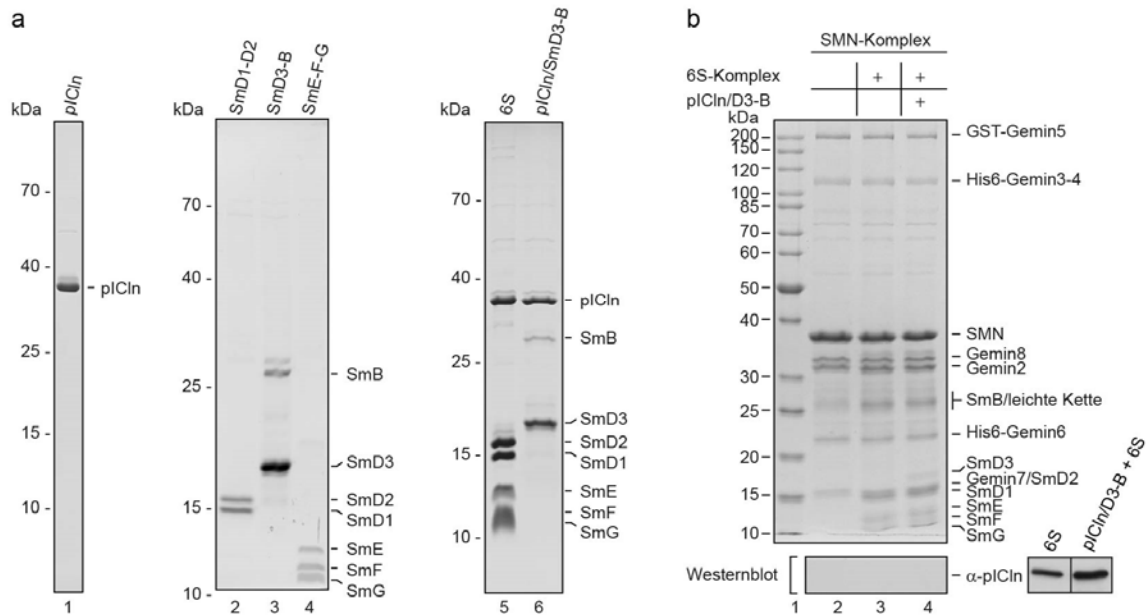 a
pICln
kDa
70 -
40 -
25 -
15 -
10 -
pICln
1
SmD1-D2
SmD3-B
SmE-F-G
kDa
70 -
40 -
25 -
15 -
10 -
SmB
SmD3
SmD2
SmD1
SmE
SmF
SmG
2 3 4
6S
pICln/SmD3-B
kDa
70 -
40 -
25 -
15 -
10 -
pICln
SmB
SmD3
SmD2
SmD1
SmE
SmF
SmG
5 6
b
SMN-Komplex
6S-Komplex + +
pICln/D3-B +
kDa
200
150
120
100
85
70
60
50
40
30
25
20
15
10
GST-Gemin5
His6-Gemin3-4
SMN
Gemin8
Gemin2
SmB/leichte Kette
His6-Gemin6
SmD3
Gemin7/SmD2
SmD1
SmE
SmF
SmG
Westernblot
α-pICln
6S
pICln/D3-B + 6S
1 2 3 4